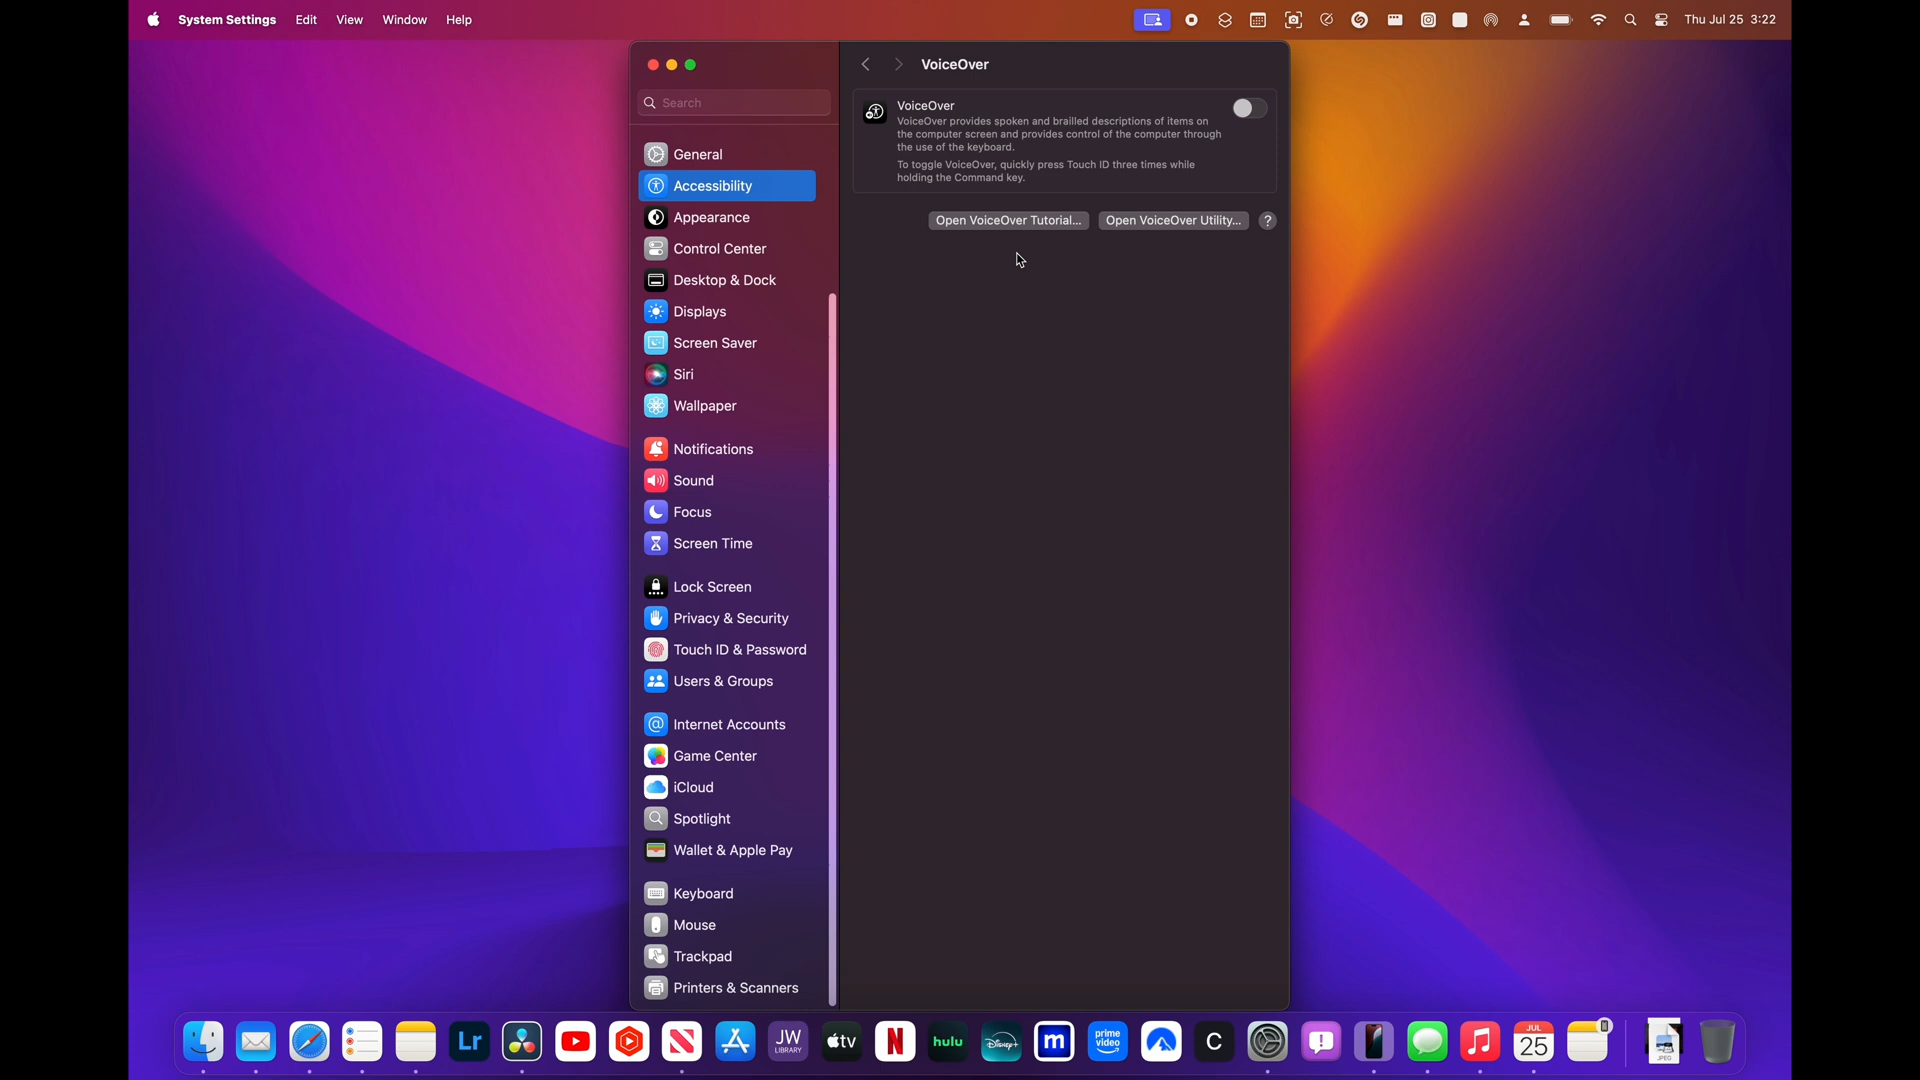 System Settings Edit View Window Help Thu Jul 25 3:22
VoiceOver
Search
General
Accessibility
Appearance
Control Center
Desktop & Dock
Displays
Screen Saver
Siri
Wallpaper
Notifications
Sound
Focus
Screen Time
Lock Screen
Privacy & Security
Touch ID & Password
Users & Groups
Internet Accounts
Game Center
iCloud
Spotlight
Wallet & Apple Pay
Keyboard
Mouse
Trackpad
Printers & Scanners
VoiceOver
VoiceOver provides spoken and brailled descriptions of items on
the computer screen and provides control of the computer through
the use of the keyboard.
To toggle VoiceOver, quickly press Touch ID three times while
holding the Command key.
Open VoiceOver Tutorial... Open VoiceOver Utility... ?
Lr
JW
LIBRARY
tv
N
hulu
Disney+
m
prime
video
C
JUL
25
JPEG